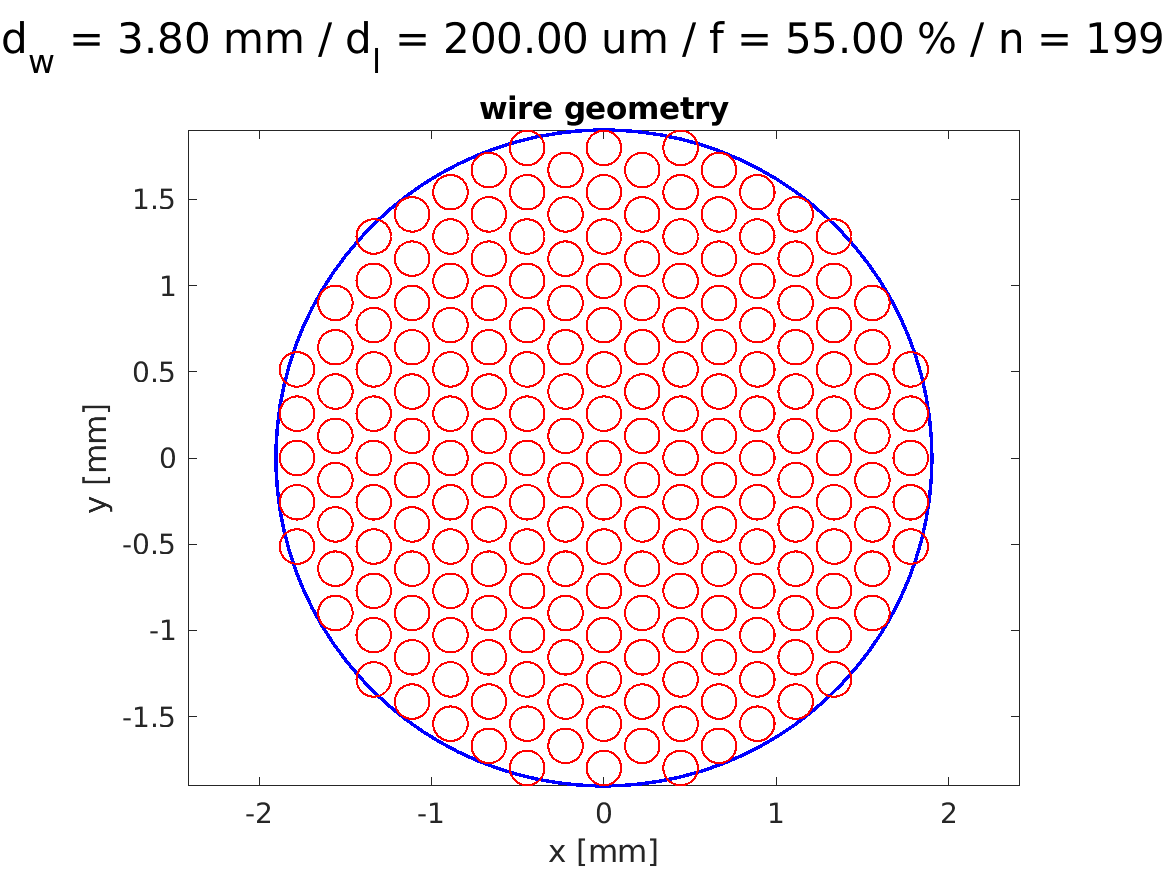 d_w = 3.80 mm / d_l = 200.00 um / f = 55.00 % / n = 199
wire geometry
y [mm]
1.5
1
0.5
0
-0.5
-1
-1.5
-2 -1 0 1 2
x [mm]